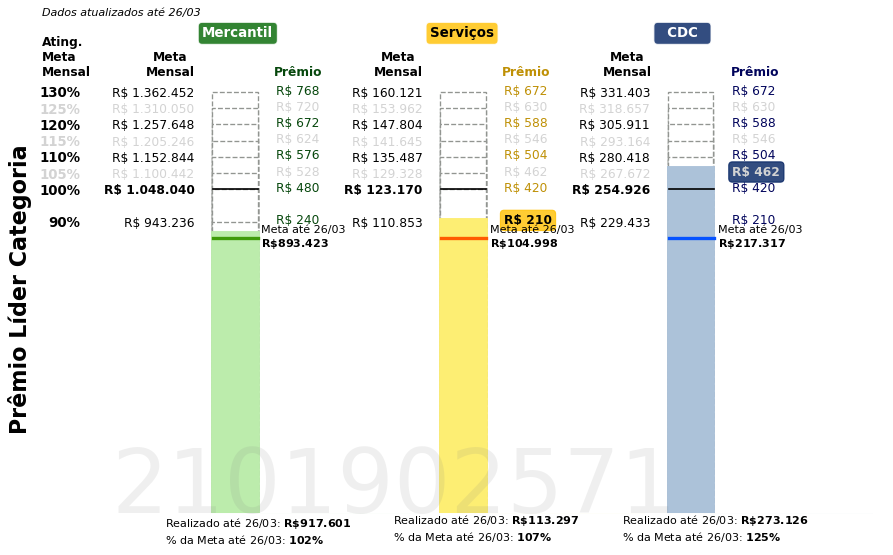 Dados atualizados até 26/03
Mercantil
Serviços
CDC
Ating.
Meta
Mensal
Meta
Mensal
Prêmio
Meta
Mensal
Prêmio
Meta
Mensal
Prêmio
130% R$ 1.362.452 R$ 768 R$ 160.121 R$ 672 R$ 331.403 R$ 672
125% R$ 1.310.050 R$ 720 R$ 153.962 R$ 630 R$ 318.657 R$ 630
120% R$ 1.257.648 R$ 672 R$ 147.804 R$ 588 R$ 305.911 R$ 588
115% R$ 1.205.246 R$ 624 R$ 141.645 R$ 546 R$ 293.164 R$ 546
110% R$ 1.152.844 R$ 576 R$ 135.487 R$ 504 R$ 280.418 R$ 504
105% R$ 1.100.442 R$ 528 R$ 129.328 R$ 462 R$ 267.672 R$ 462
100% R$ 1.048.040 R$ 480 R$ 123.170 R$ 420 R$ 254.926 R$ 420
90% R$ 943.236 R$ 240 R$ 110.853 R$ 210 R$ 229.433 R$ 210
Meta até 26/03
R$893.423
Meta até 26/03
R$104.998
Meta até 26/03
R$217.317
Prêmio Líder Categoria
2101902571
Realizado até 26/03: R$917.601
% da Meta até 26/03: 102%
Realizado até 26/03: R$113.297
% da Meta até 26/03: 107%
Realizado até 26/03: R$273.126
% da Meta até 26/03: 125%